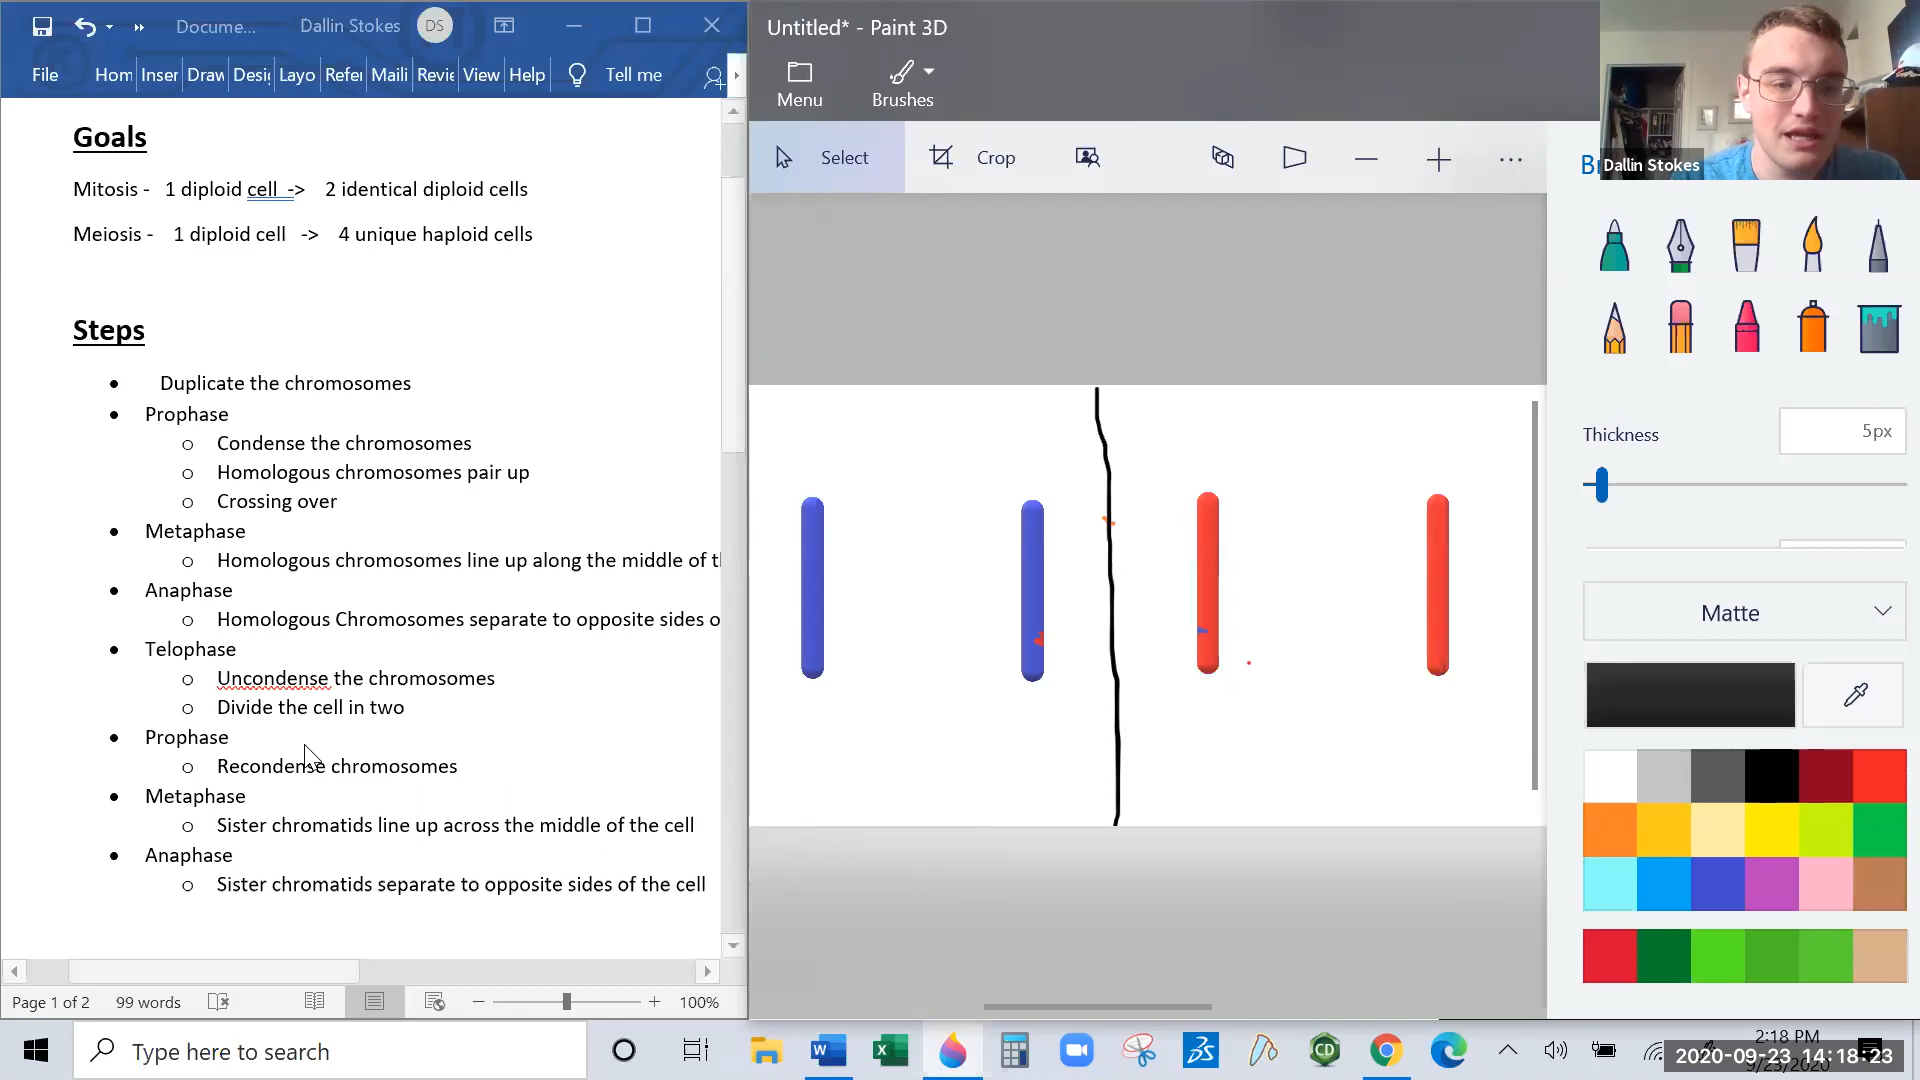 Docume... Dallin Stokes DS
File Hom Inser Draw Desi Layo Refer Maili Revie View Help Tell me
Goals
Mitosis - 1 diploid cell -> 2 identical diploid cells
Meiosis - 1 diploid cell -> 4 unique haploid cells
Steps
Duplicate the chromosomes
Prophase
Condense the chromosomes
Homologous chromosomes pair up
Crossing over
Metaphase
Homologous chromosomes line up along the middle of t
Anaphase
Homologous Chromosomes separate to opposite sides o
Telophase
Uncondense the chromosomes
Divide the cell in two
Prophase
Recondense chromosomes
Metaphase
Sister chromatids line up across the middle of the cell
Anaphase
Sister chromatids separate to opposite sides of the cell
Page 1 of 2 99 words 100%
Untitled* - Paint 3D
Menu Brushes
Select Crop
Br
Dallin Stokes
Thickness 5px
Matte
Type here to search
W X CD
2:18 PM
9/23/2020
2020-09-23 14:18:23